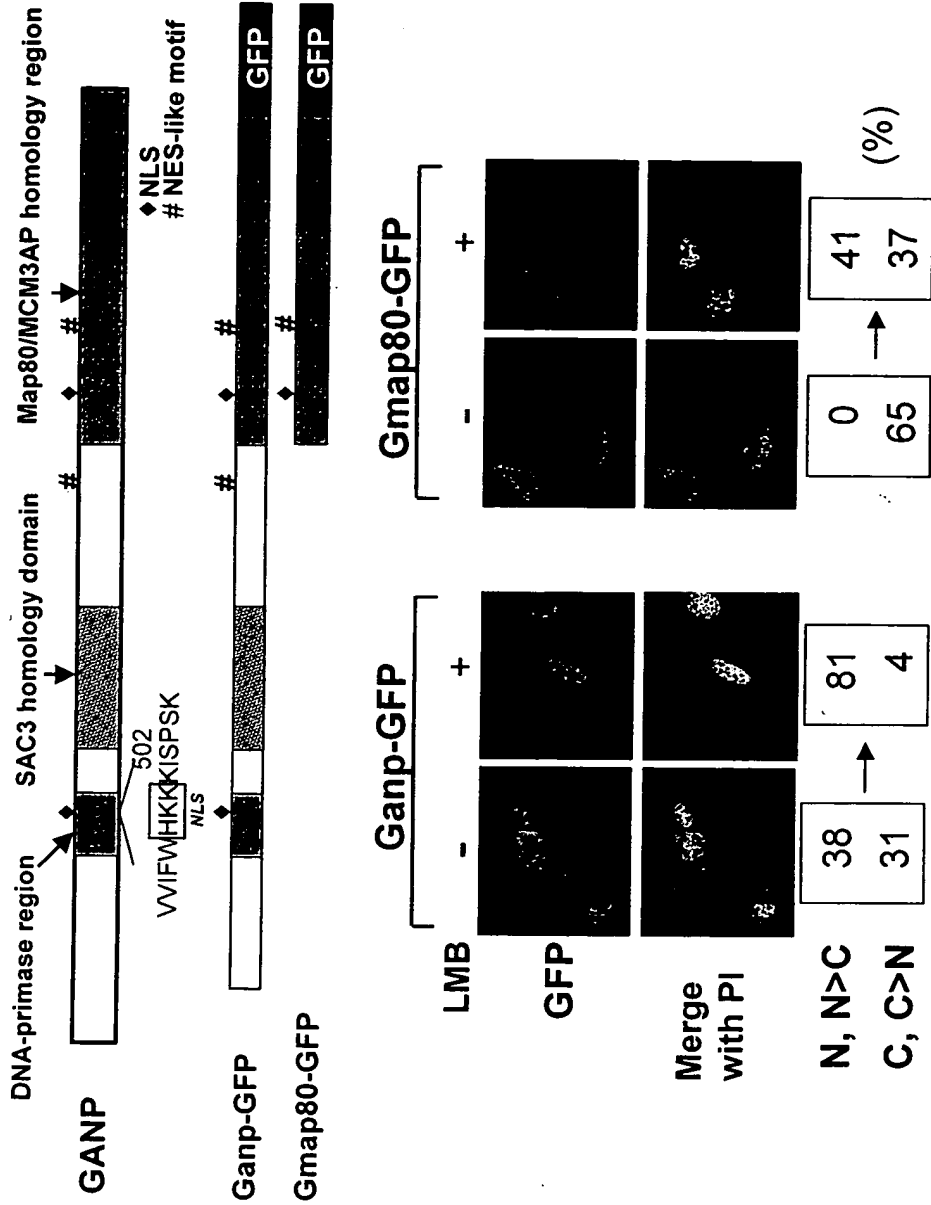 DNA-primase region SAC3 homology domain Map80/MCM3AP homology region
GANP
# #
502
VVIFWHKKKISPSK
NLS
◆NLS
# NES-like motif
Ganp-GFP
# #
GFP
Gmap80-GFP
#
GFP
Ganp-GFP Gmap80-GFP
LMB - + - +
GFP
Merge
with PI
N, N>C 38 81 0 41
C, C>N 31 4 65 37 (%)